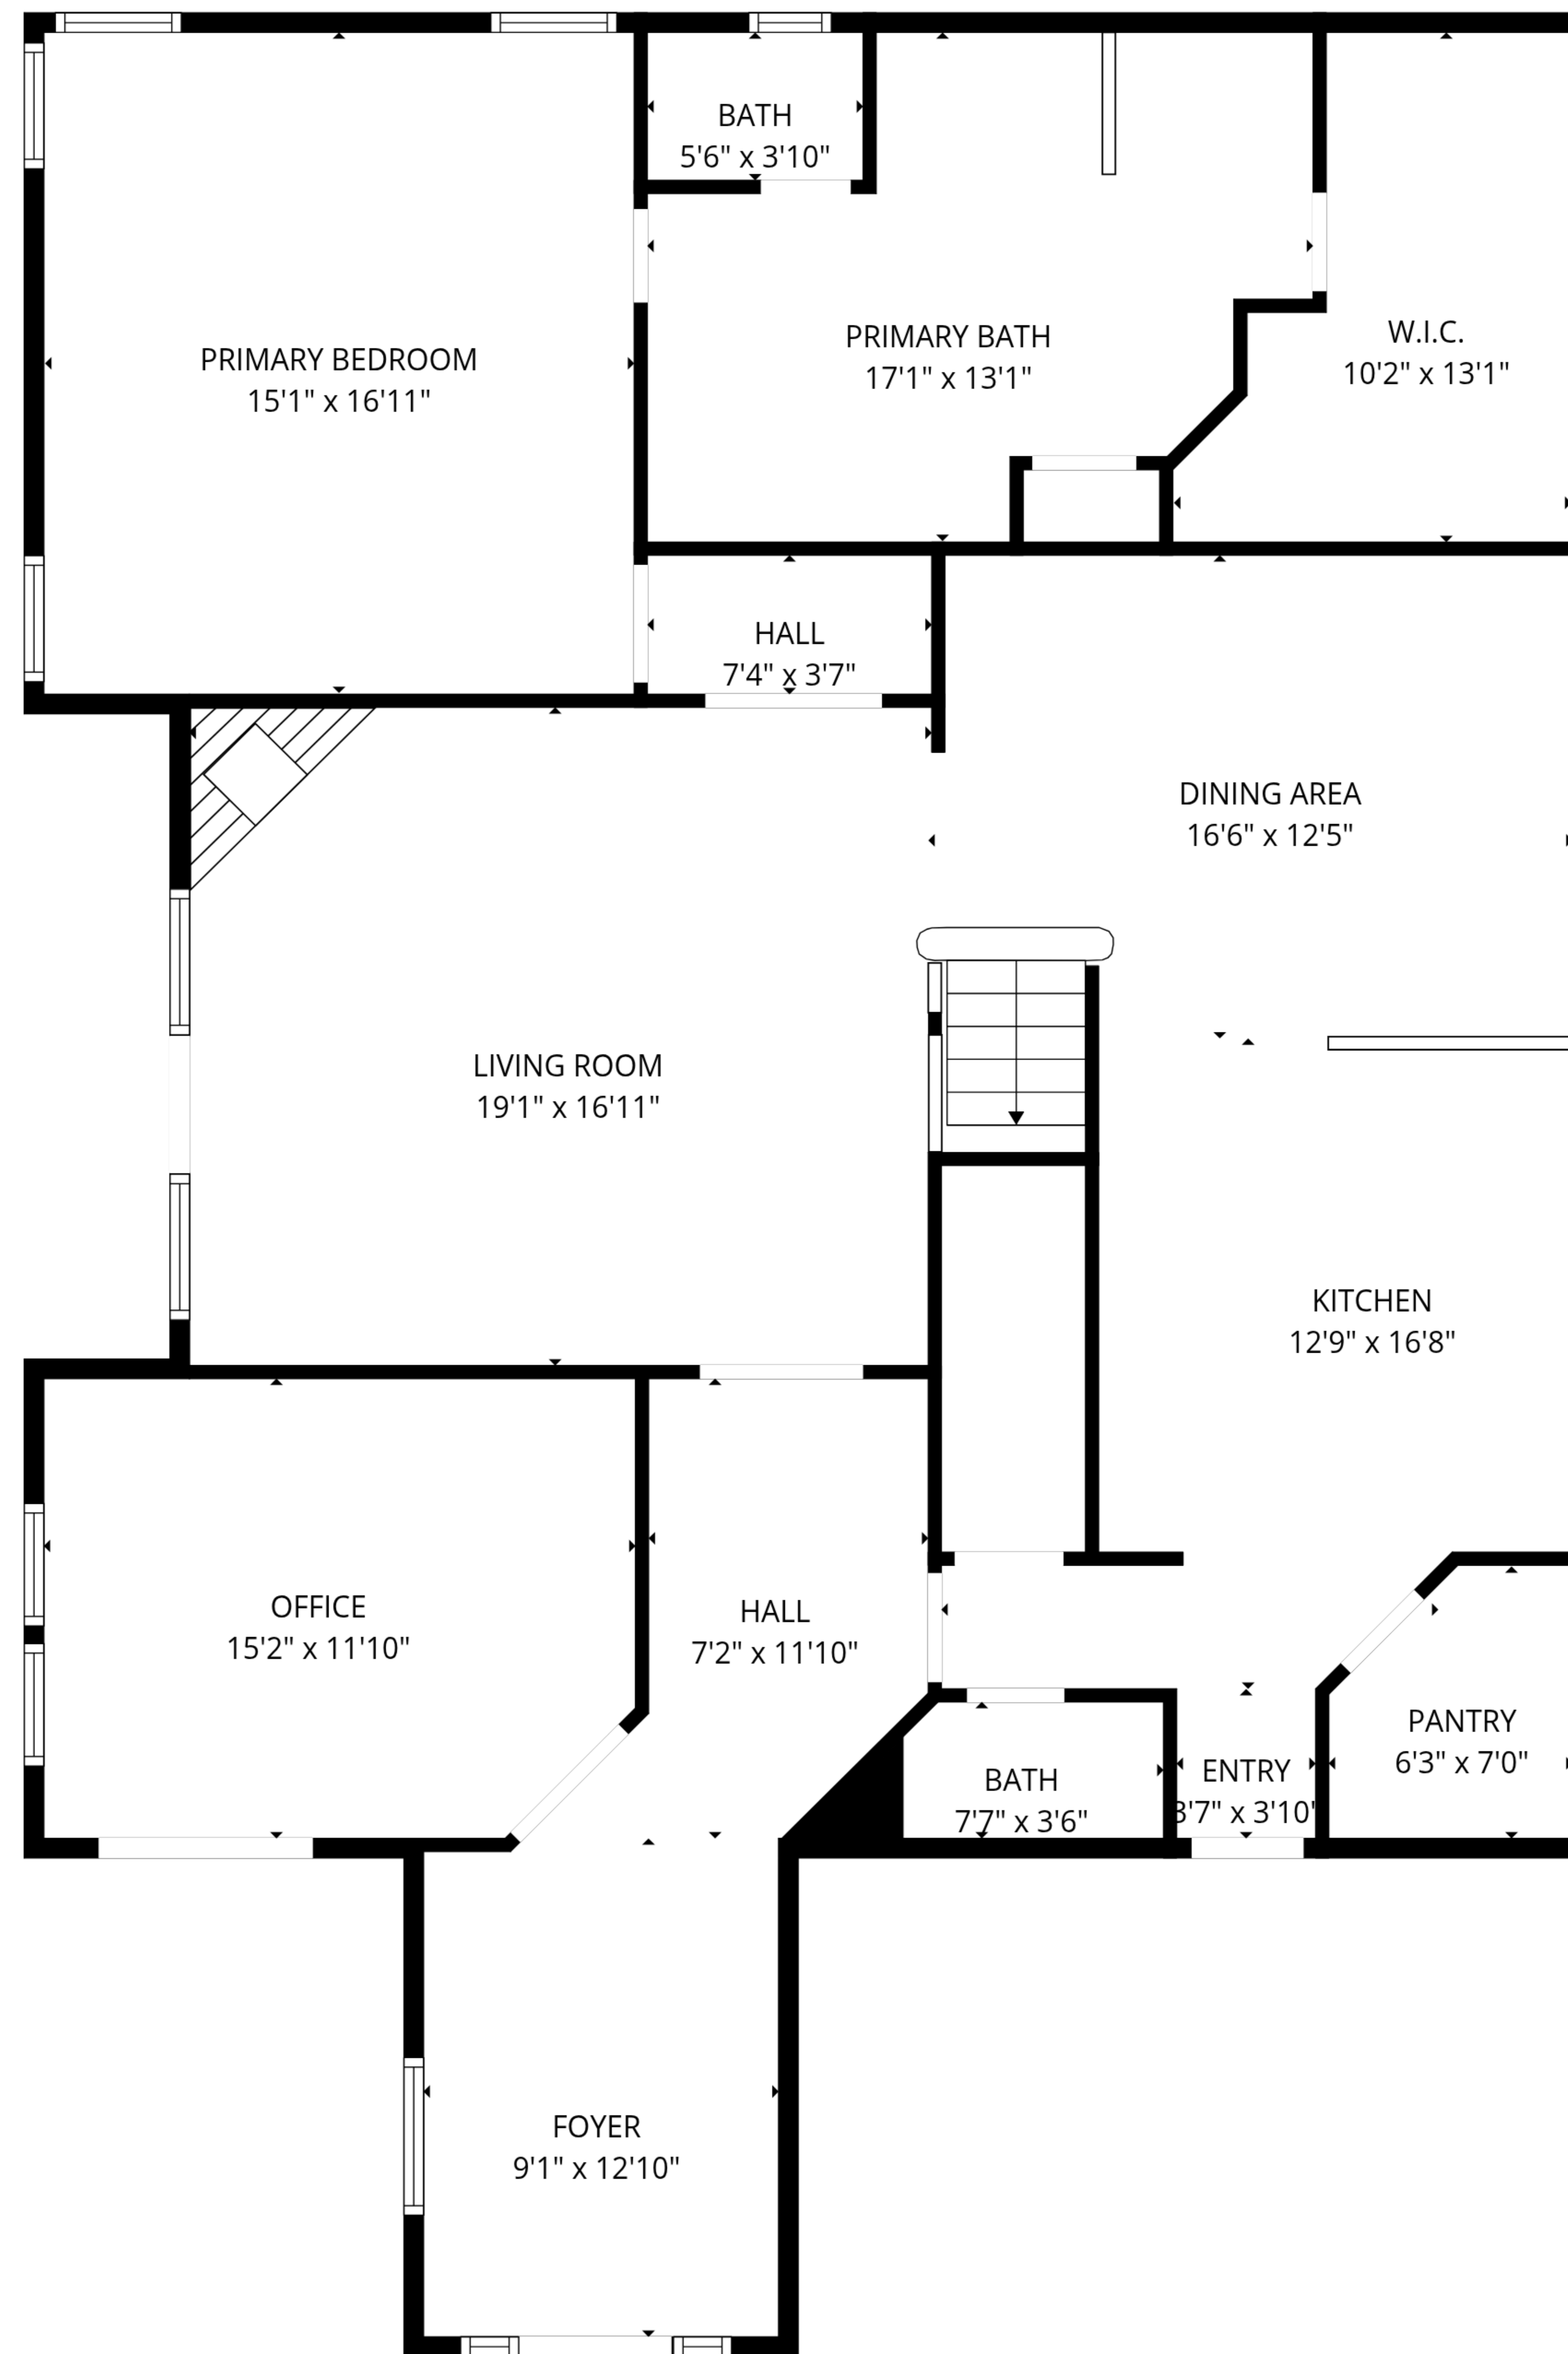 BATH
5'6" x 3'10"
PRIMARY BEDROOM
15'1" x 16'11"
PRIMARY BATH
17'1" x 13'1"
W.I.C.
10'2" x 13'1"
HALL
7'4" x 3'7"
DINING AREA
16'6" x 12'5"
LIVING ROOM
19'1" x 16'11"
KITCHEN
12'9" x 16'8"
OFFICE
15'2" x 11'10"
HALL
7'2" x 11'10"
PANTRY
6'3" x 7'0"
BATH
7'7" x 3'6"
ENTRY
3'7" x 3'10"
FOYER
9'1" x 12'10"